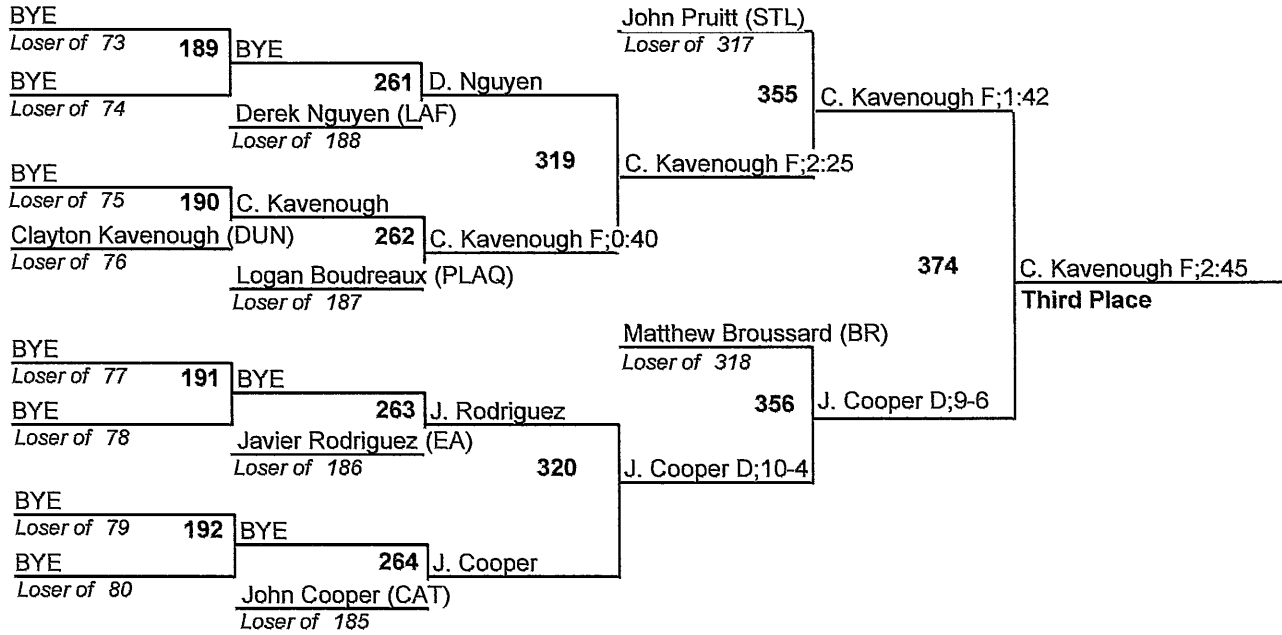 BYE
Loser of 73
189
BYE
BYE
Loser of 74
261
D. Nguyen
Derek Nguyen (LAF)
Loser of 188
BYE
Loser of 75
190
C. Kavenough
Clayton Kavenough (DUN)
Loser of 76
262
C. Kavenough F;0:40
Logan Boudreaux (PLAQ)
Loser of 187
319
C. Kavenough F;2:25
John Pruitt (STL)
Loser of 317
355
C. Kavenough F;1:42
BYE
Loser of 77
191
BYE
BYE
Loser of 78
263
J. Rodriguez
Javier Rodriguez (EA)
Loser of 186
BYE
Loser of 79
192
BYE
BYE
Loser of 80
264
J. Cooper
John Cooper (CAT)
Loser of 185
320
J. Cooper D;10-4
Matthew Broussard (BR)
Loser of 318
356
J. Cooper D;9-6
374
C. Kavenough F;2:45
Third Place